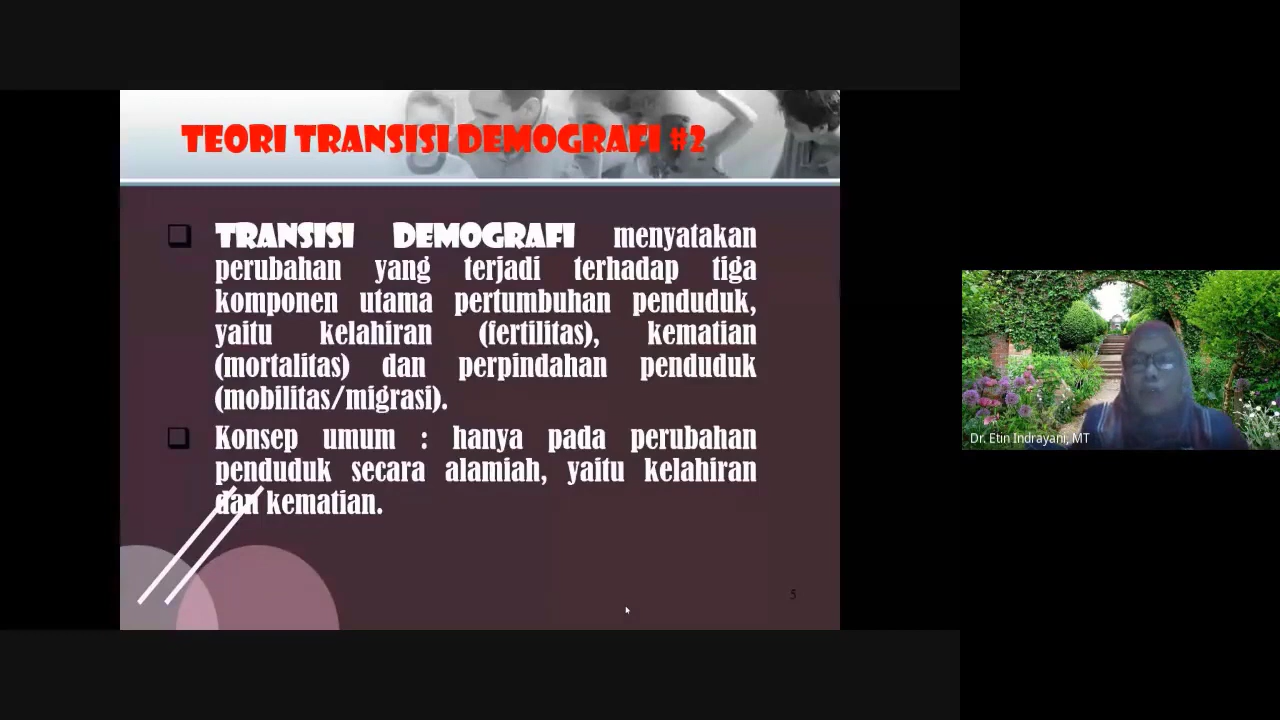 TEORI TRANSISI DEMOGRAFI #2
TRANSISI DEMOGRAFI menyatakan
perubahan yang terjadi terhadap tiga
komponen utama pertumbuhan penduduk,
yaitu kelahiran (fertilitas), kematian
(mortalitas) dan perpindahan penduduk
(mobilitas/migrasi).
Konsep umum : hanya pada perubahan
penduduk secara alamiah, yaitu kelahiran
dan kematian.
5
Dr. Etin Indrayani, MT